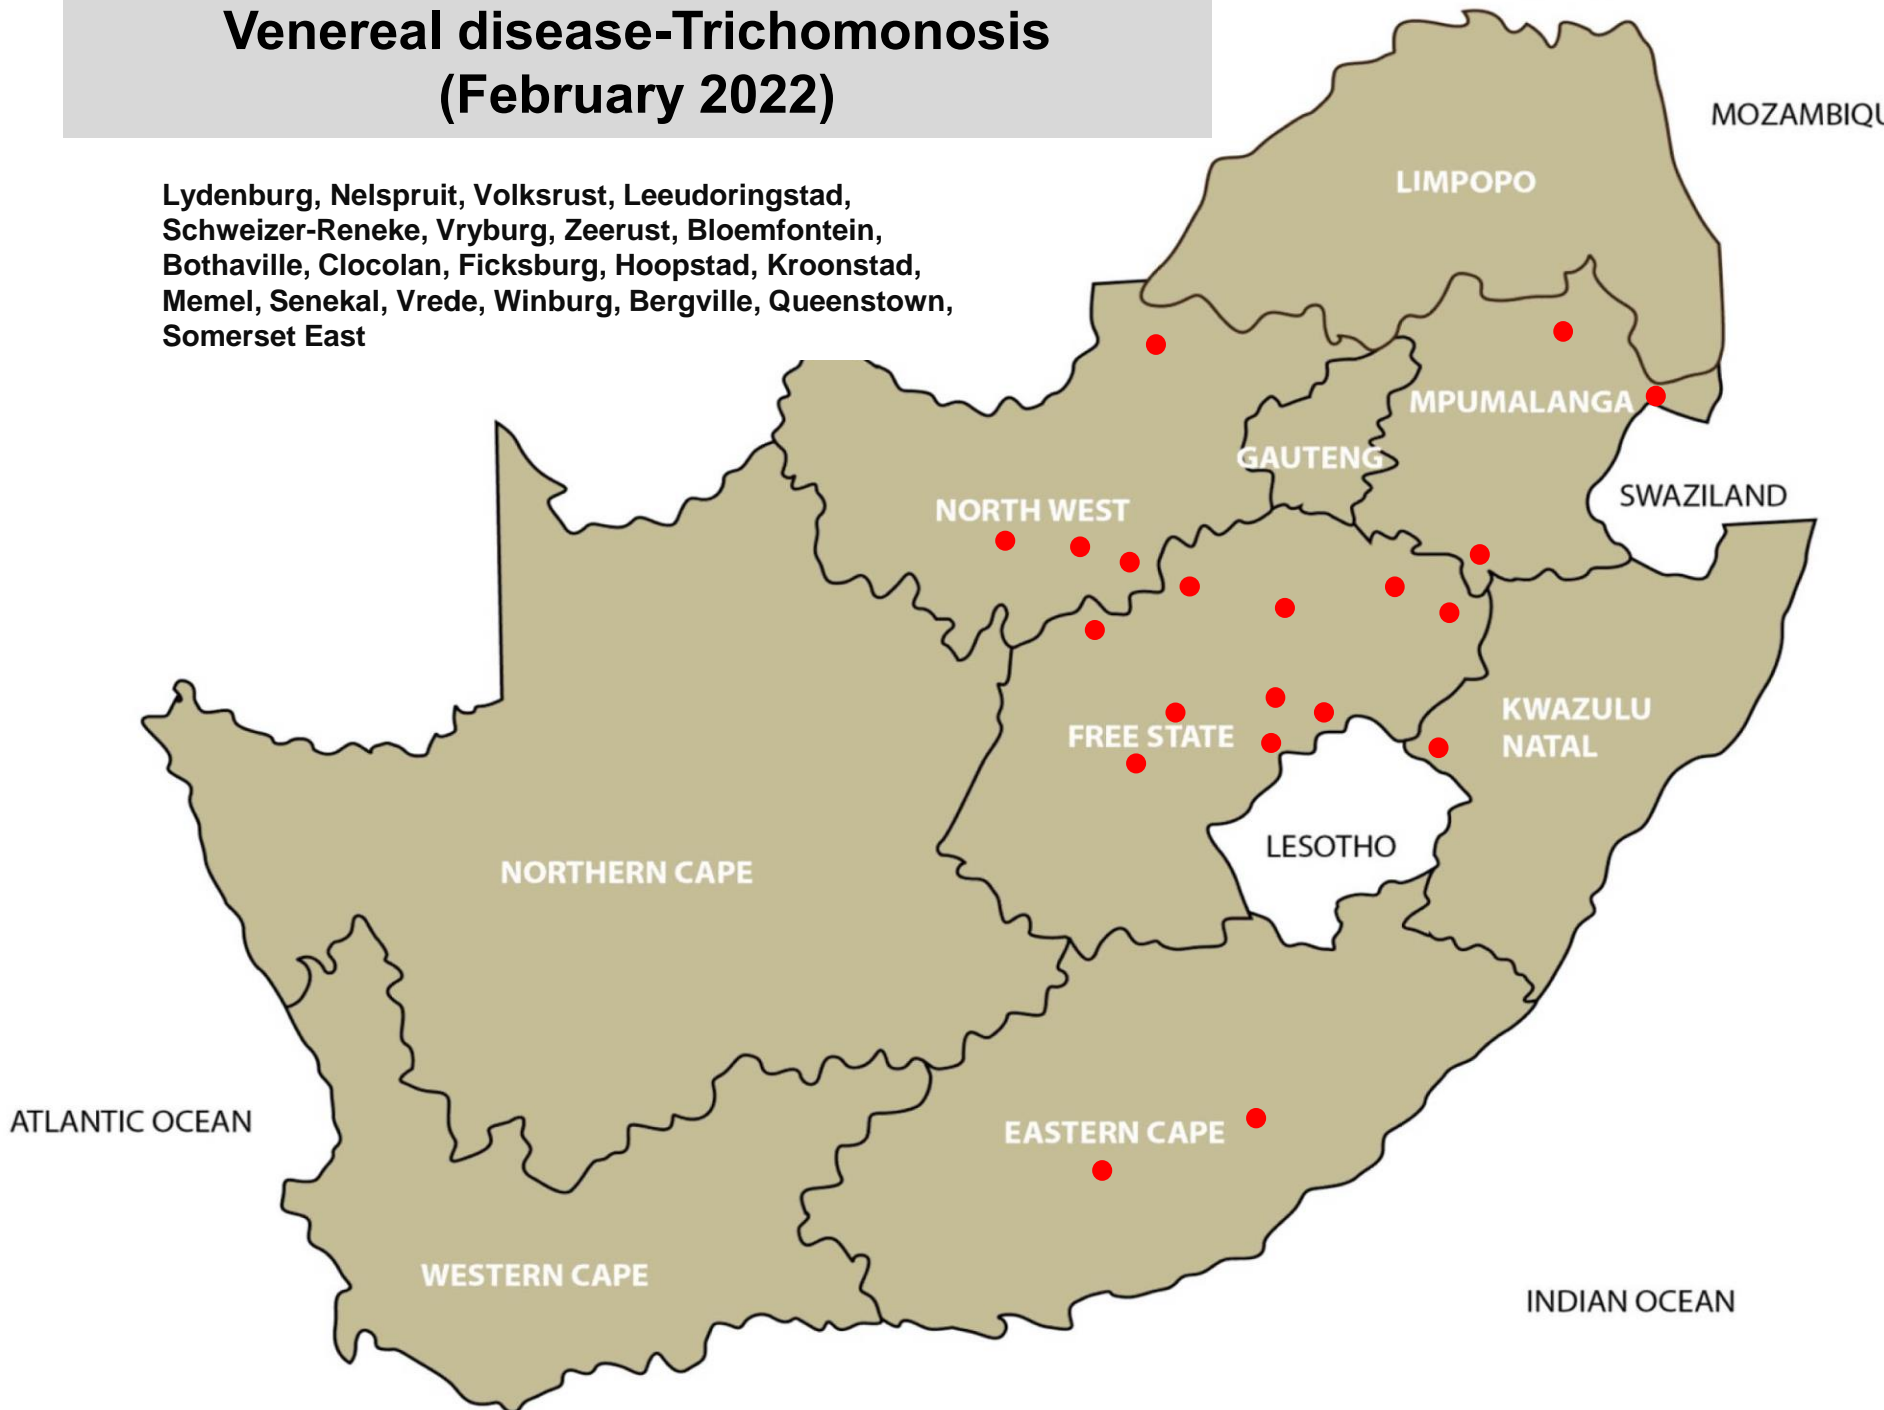 Venereal disease-Trichomonosis
(February 2022)
Lydenburg, Nelspruit, Volksrust, Leeudoringstad,
Schweizer-Reneke, Vryburg, Zeerust, Bloemfontein,
Bothaville, Clocolan, Ficksburg, Hoopstad, Kroonstad,
Memel, Senekal, Vrede, Winburg, Bergville, Queenstown,
Somerset East
MOZAMBIQU
LIMPOPO
MPUMALANGA
GAUTENG
SWAZILAND
NORTH WEST
KWAZULU
NATAL
FREE STATE
LESOTHO
NORTHERN CAPE
ATLANTIC OCEAN
EASTERN CAPE
WESTERN CAPE
INDIAN OCEAN